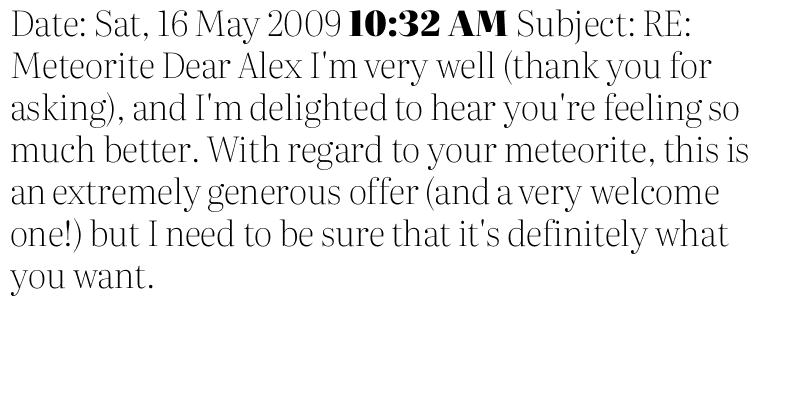 Date: Sat, 16 May 2009 10:32 AM Subject: RE:
Meteorite Dear Alex I'm very well (thank you for
asking), and I'm delighted to hear you're feeling so
much better. With regard to your meteorite, this is
an extremely generous offer (and a very welcome
one!) but I need to be sure that it's definitely what
you want.